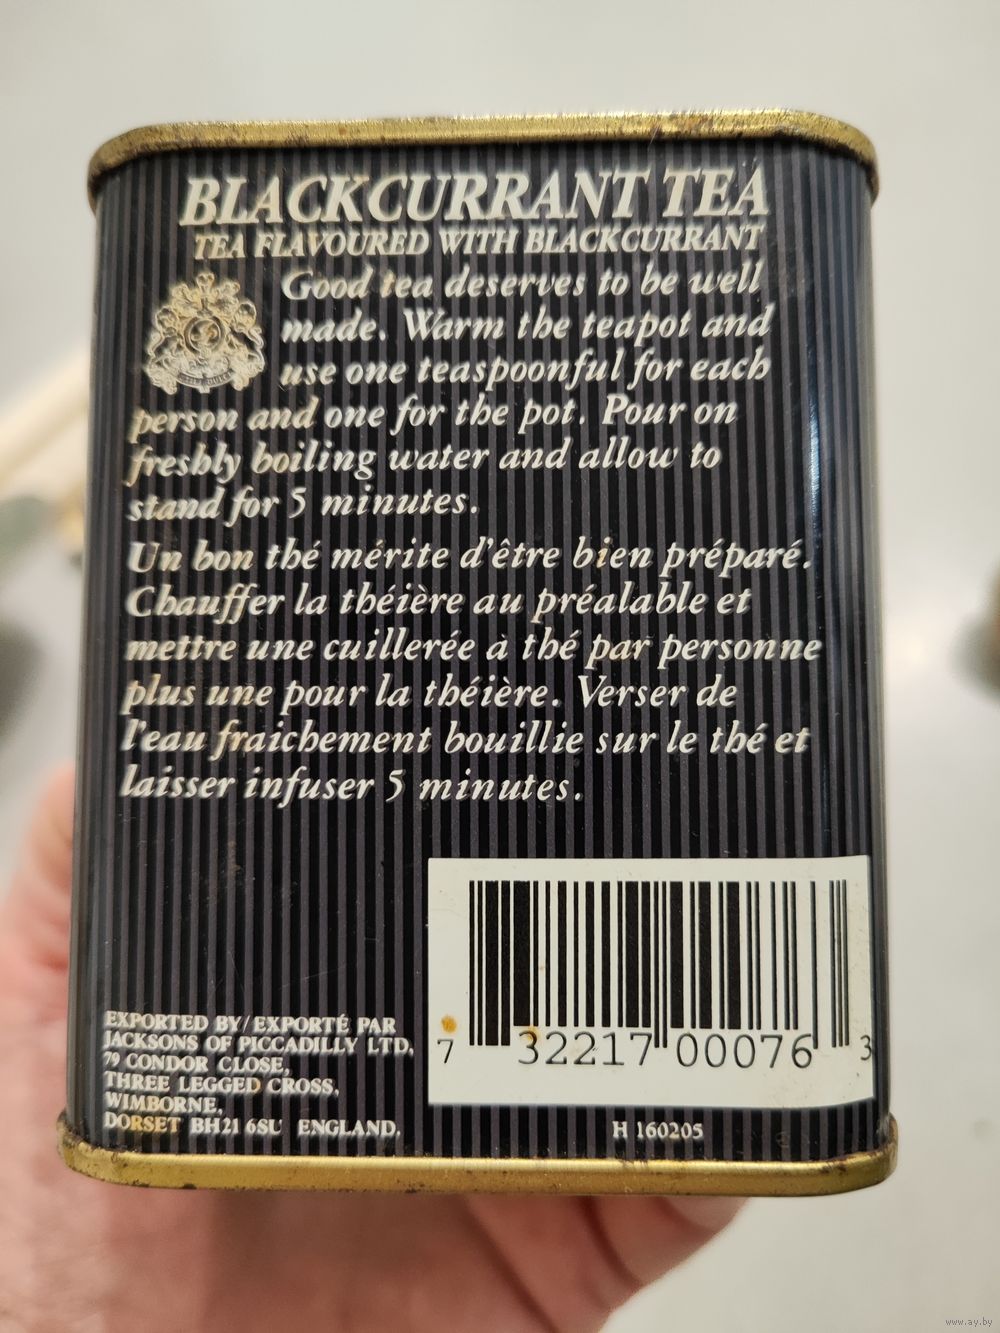 BLACKCURRANT TEA
TEA FLAVOURED WITH BLACKCURRANT
Good tea deserves to be well
made. Warm the teapot and
use one teaspoonful for each
person and one for the pot. Pour on
freshly boiling water and allow to
stand for 5 minutes.
Un bon thé mérite d'être bien préparé.
Chauffer la théière au préalable et
mettre une cuillerée à thé par personne
plus une pour la théière. Verser de
l'eau fraichement bouillie sur le thé et
laisser infuser 5 minutes.
EXPORTED BY/EXPORTÉ PAR
JACKSONS OF PICCADILLY LTD,
79 CONDOR CLOSE,
THREE LEGGED CROSS,
WIMBORNE,
DORSET BH21 6SU ENGLAND.
7 32217 00076 3
H 160205
www.ay.by